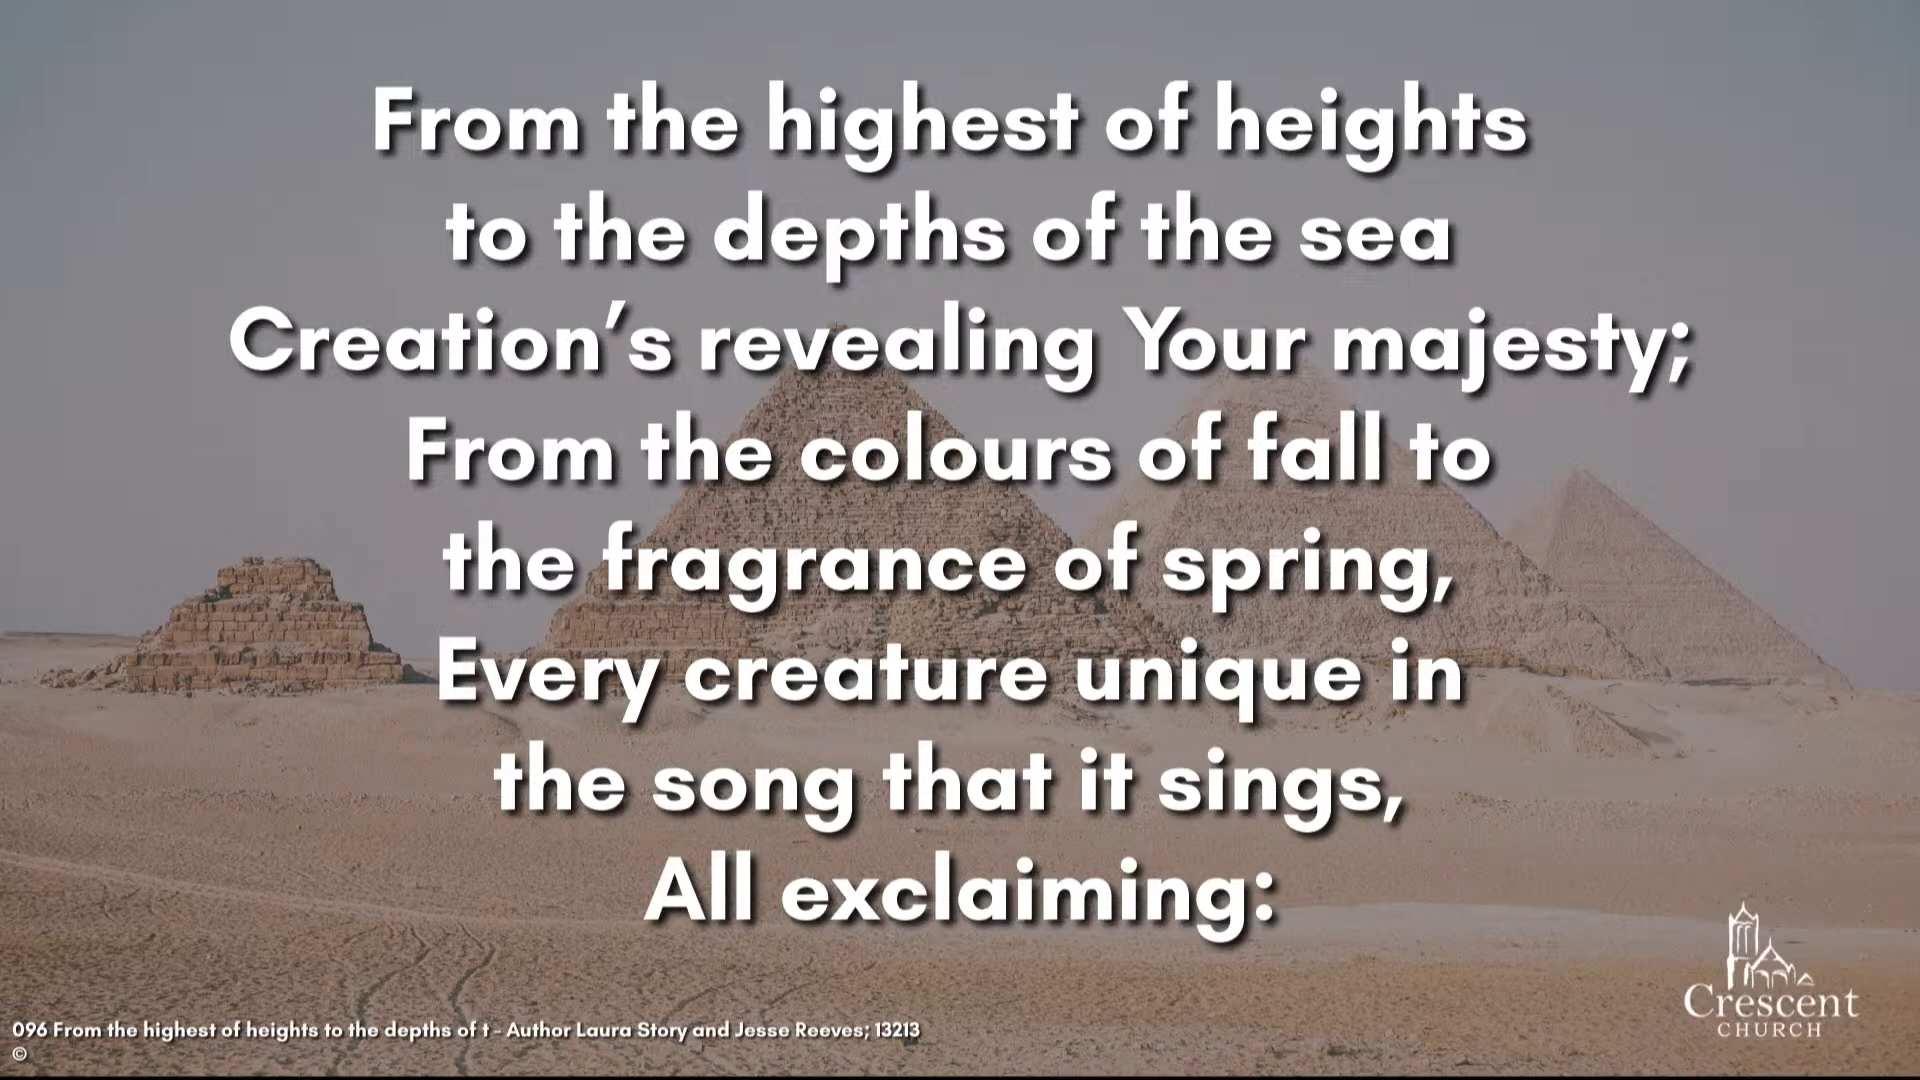 From the highest of heights
to the depths of the sea
Creation’s revealing Your majesty;
From the colours of fall to
the fragrance of spring,
Every creature unique in
the song that it sings,
All exclaiming:
Crescent
CHURCH
096 From the highest of heights to the depths of t - Author Laura Story and Jesse Reeves; 13213
©